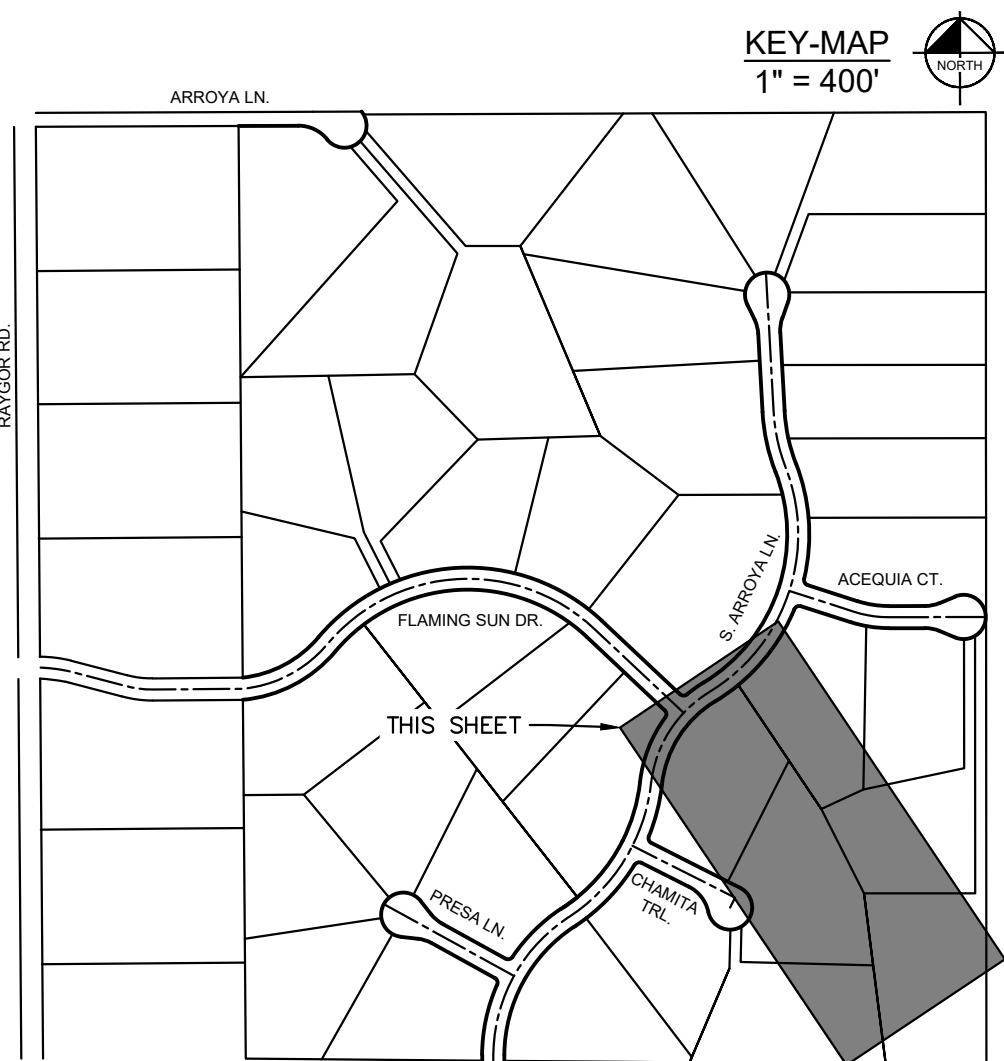 KEY-MAP
1" = 400'
NORTH
ARROYA LN.
RAYGOR RD.
S. ARROYA LN.
ACEQUIA CT.
FLAMING SUN DR.
THIS SHEET
CHAMITA
TRL.
PRESA LN.